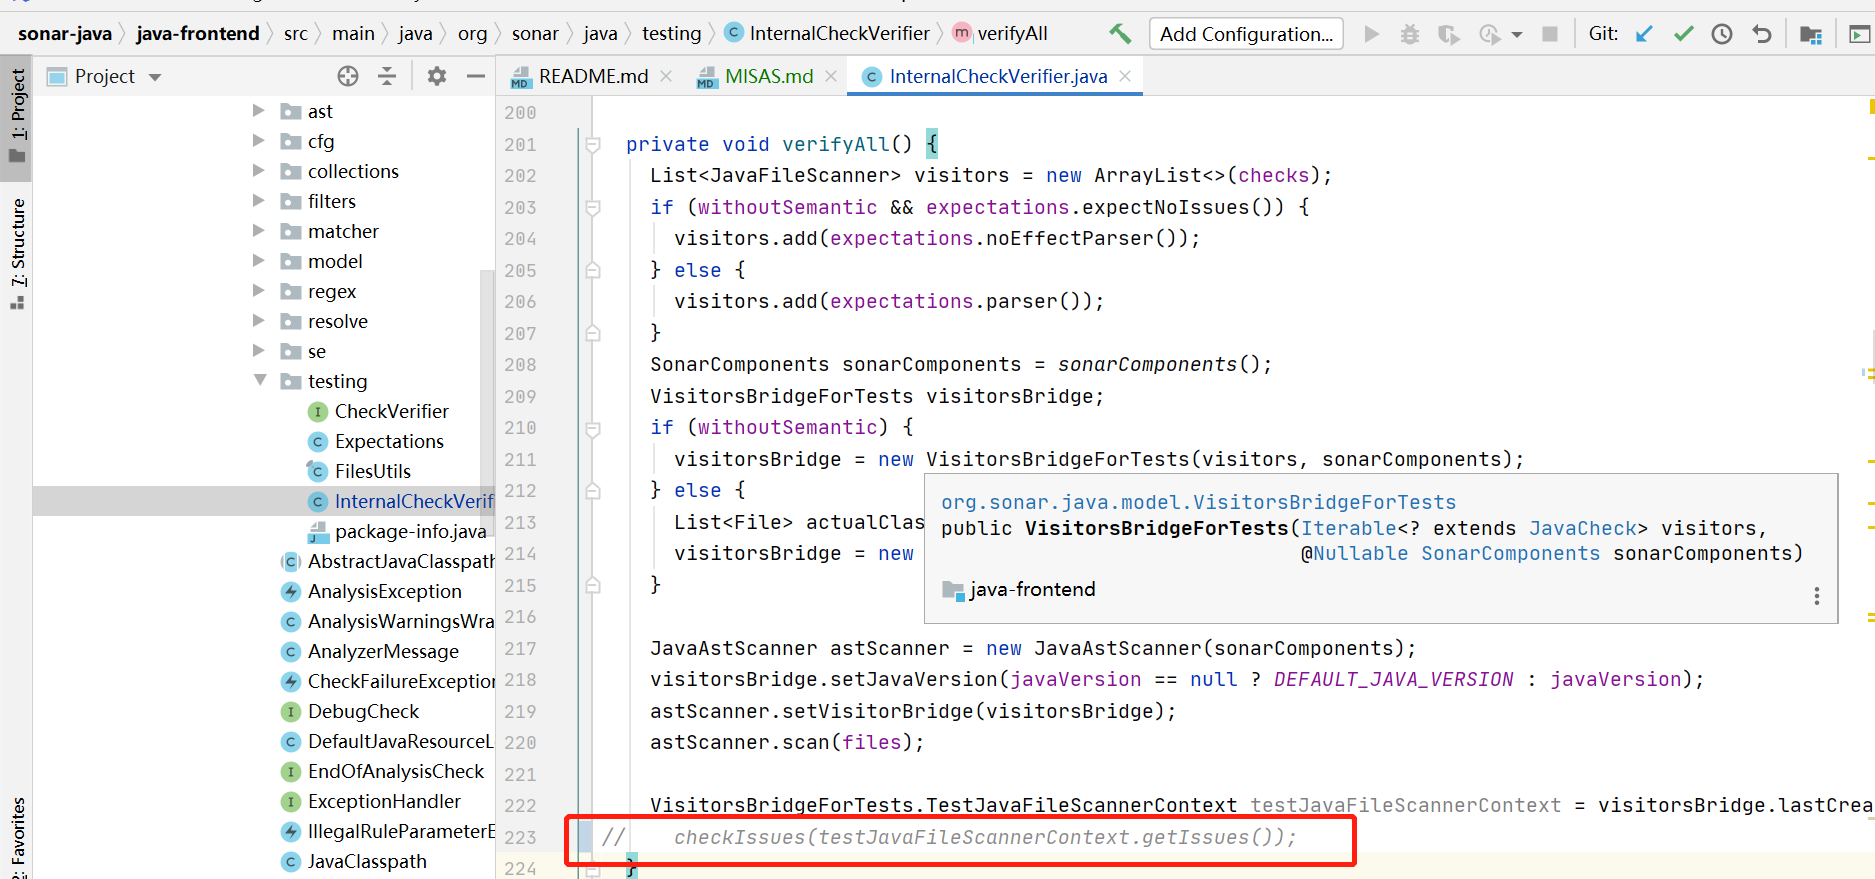 sonar-java java-frontend src main java org sonar java testing InternalCheckVerifier verifyAll Add Configuration... Git:
Project
README.md MISAS.md InternalCheckVerifier.java
1: Project
7: Structure
2: Favorites
ast
cfg
collections
filters
matcher
model
regex
resolve
se
testing
CheckVerifier
Expectations
FilesUtils
InternalCheckVerif
package-info.java
AbstractJavaClasspath
AnalysisException
AnalysisWarningsWra
AnalyzerMessage
CheckFailureException
DebugCheck
DefaultJavaResourceL
EndOfAnalysisCheck
ExceptionHandler
IllegalRuleParameterE
JavaClasspath
200
201 private void verifyAll() {
202 List<JavaFileScanner> visitors = new ArrayList<>(checks);
203 if (withoutSemantic && expectations.expectNoIssues()) {
204 visitors.add(expectations.noEffectParser());
205 } else {
206 visitors.add(expectations.parser());
207 }
208 SonarComponents sonarComponents = sonarComponents();
209 VisitorsBridgeForTests visitorsBridge;
210 if (withoutSemantic) {
211 visitorsBridge = new VisitorsBridgeForTests(visitors, sonarComponents);
212 } else {
213 List<File> actualClas
214 visitorsBridge = new
215 }
216
217 JavaAstScanner astScanner = new JavaAstScanner(sonarComponents);
218 visitorsBridge.setJavaVersion(javaVersion == null ? DEFAULT_JAVA_VERSION : javaVersion);
219 astScanner.setVisitorBridge(visitorsBridge);
220 astScanner.scan(files);
221
222 VisitorsBridgeForTests.TestJavaFileScannerContext testJavaFileScannerContext = visitorsBridge.lastCrea
223 // checkIssues(testJavaFileScannerContext.getIssues());
224 }
org.sonar.java.model.VisitorsBridgeForTests
public VisitorsBridgeForTests(Iterable<? extends JavaCheck> visitors,
@Nullable SonarComponents sonarComponents)
java-frontend